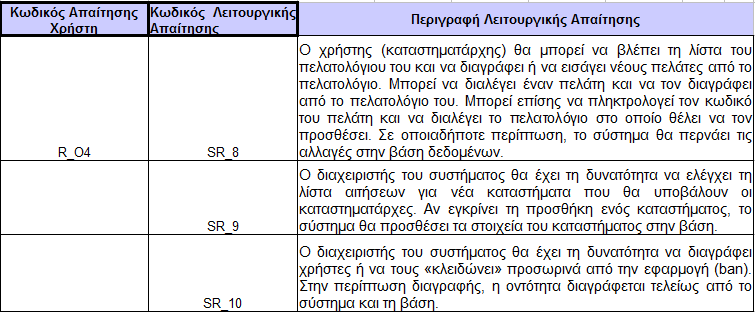 Κωδικός Απαίτησης Χρήστη
Κωδικός Λειτουργικής Απαίτησης
Περιγραφή Λειτουργικής Απαίτησης
R_O4
SR_8
Ο χρήστης (καταστηματάρχης) θα μπορεί να βλέπει τη λίστα του
πελατολόγιου του και να διαγράφει ή να εισάγει νέους πελάτες από το
πελατολόγιο. Μπορεί να διαλέγει έναν πελάτη και να τον διαγράφει
από το πελατολόγιο του. Μπορεί επίσης να πληκτρολογεί τον κωδικό
του πελάτη και να διαλέγει το πελατολόγιο στο οποίο θέλει να τον
προσθέσει. Σε οποιαδήποτε περίπτωση, το σύστημα θα περνάει τις
αλλαγές στην βάση δεδομένων.
SR_9
Ο διαχειριστής του συστήματος θα έχει τη δυνατότητα να ελέγχει τη
λίστα αιτήσεων για νέα καταστήματα που θα υποβάλουν οι
καταστηματάρχες. Αν εγκρίνει τη προσθήκη ενός καταστήματος, το
σύστημα θα προσθέσει τα στοιχεία του καταστήματος στην βάση.
SR_10
Ο διαχειριστής του συστήματος θα έχει τη δυνατότητα να διαγράφει
χρήστες ή να τους «κλειδώνει» προσωρινά από την εφαρμογή (ban).
Στην περίπτωση διαγραφής, η οντότητα διαγράφεται τελείως από το
σύστημα και τη βάση.